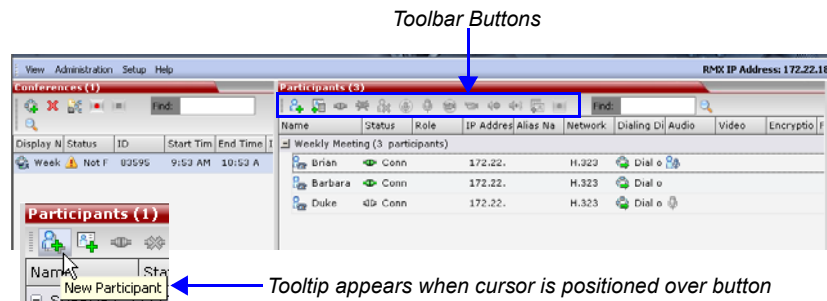 Toolbar Buttons
View Administration Setup Help
RMX IP Address: 172.22.18
Conferences (1)
Participants (3)
Find:
Find:
Display N Status ID Start Tim End Time I
Name Status Role IP Addres Alias Na Network Dialing Di Audio Video Encryptio F
Weekly Meeting (3 participants)
Week Not F 03595 9:53 AM 10:53 A
Brian Conn 172.22. H.323 Dial o
Barbara Conn 172.22. H.323 Dial o
Duke Conn 172.22. H.323 Dial o
Participants (1)
Name Sta
New Participant
Tooltip appears when cursor is positioned over button